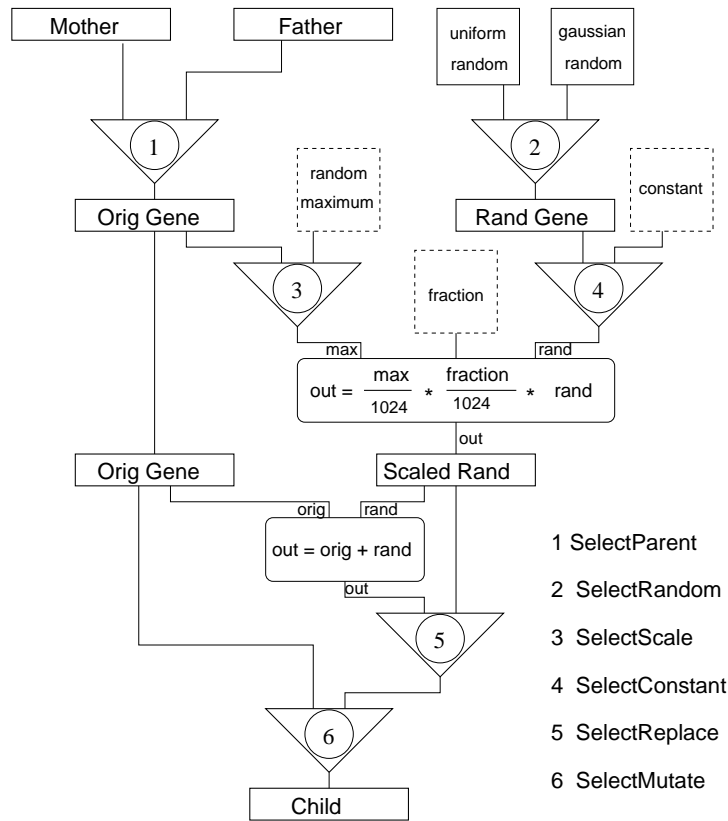 Mother
Father
uniform
random
gaussian
random
1
2
random
maximum
constant
Orig Gene
Rand Gene
3
fraction
4
max
rand
out = max/1024 * fraction/1024 * rand
out
Orig Gene
Scaled Rand
orig
rand
out = orig + rand
out
5
6
Child
1 SelectParent
2 SelectRandom
3 SelectScale
4 SelectConstant
5 SelectReplace
6 SelectMutate